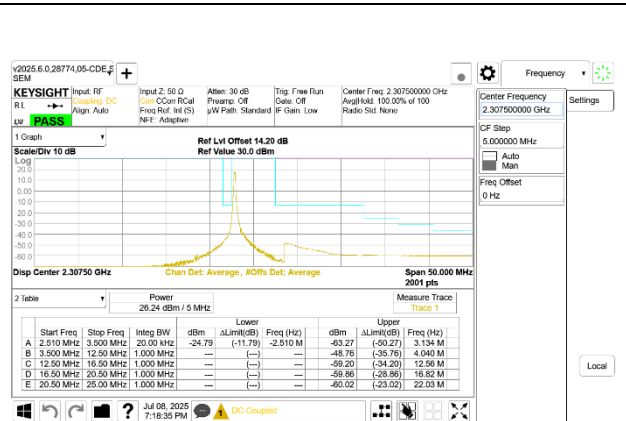 v2025.6.0,28774,05-CDE,S
SEM
+
Frequency
KEYSIGHT Input: RF Input Z: 50 Ω Atten: 30 dB Trig: Free Run Center Freq: 2.307500000 GHz
R L Coupling: DC Corr CCorr RCal Preamp: Off Gate: Off Avg|Hold: 100.00% of 100
Align: Auto Freq Ref: Int (S) µW Path: Standard IF Gain: Low Radio Std: None
PASS NFE: Adaptive
Center Frequency
2.307500000 GHz
Settings
CF Step
5.000000 MHz
Auto
Man
Freq Offset
0 Hz
Local
1 Graph
Ref Lvl Offset 14.20 dB
Scale/Div 10 dB Ref Value 30.0 dBm
Log
20.0
10.0
0.00
-10.0
-20.0
-30.0
-40.0
-50.0
-60.0
Disp Center 2.30750 GHz Chan Det: Average , #Offs Det: Average Span 50.000 MHz
2001 pts
2 Table Power Measure Trace
26.24 dBm / 5 MHz Trace 1
Lower Upper
Start Freq Stop Freq Integ BW dBm ∆Limit(dB) Freq (Hz) dBm ∆Limit(dB) Freq (Hz)
A 2.510 MHz 3.500 MHz 20.00 kHz -24.79 (-11.79) -2.510 M -63.27 (-50.27) 3.134 M
B 3.500 MHz 12.50 MHz 1.000 MHz --- (---) --- -48.76 (-35.76) 4.040 M
C 12.50 MHz 16.50 MHz 1.000 MHz --- (---) --- -59.20 (-34.20) 12.56 M
D 16.50 MHz 20.50 MHz 1.000 MHz --- (---) --- -59.86 (-28.86) 16.82 M
E 20.50 MHz 25.00 MHz 1.000 MHz --- (---) --- -60.02 (-23.02) 22.03 M
? Jul 08, 2025
7:18:35 PM
DC Coupled